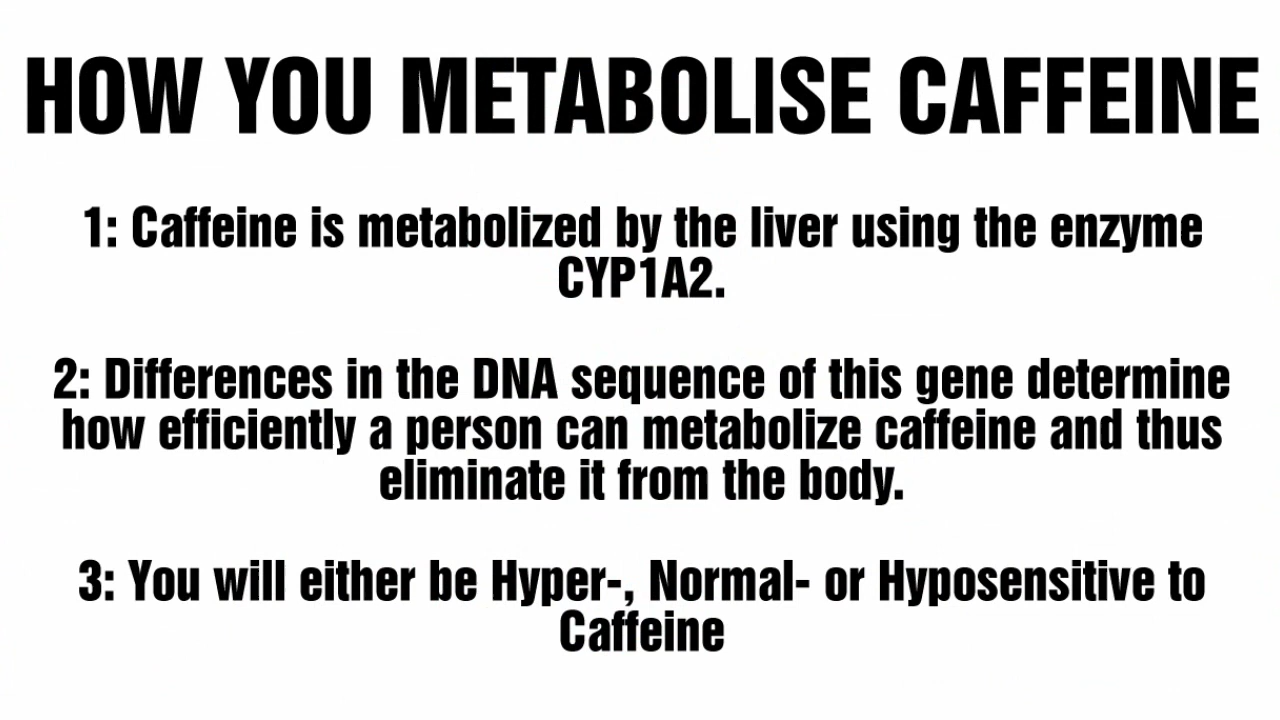 HOW YOU METABOLISE CAFFEINE
1: Caffeine is metabolized by the liver using the enzyme
CYP1A2.
2: Differences in the DNA sequence of this gene determine
how efficiently a person can metabolize caffeine and thus
eliminate it from the body.
3: You will either be Hyper-, Normal- or Hyposensitive to
Caffeine